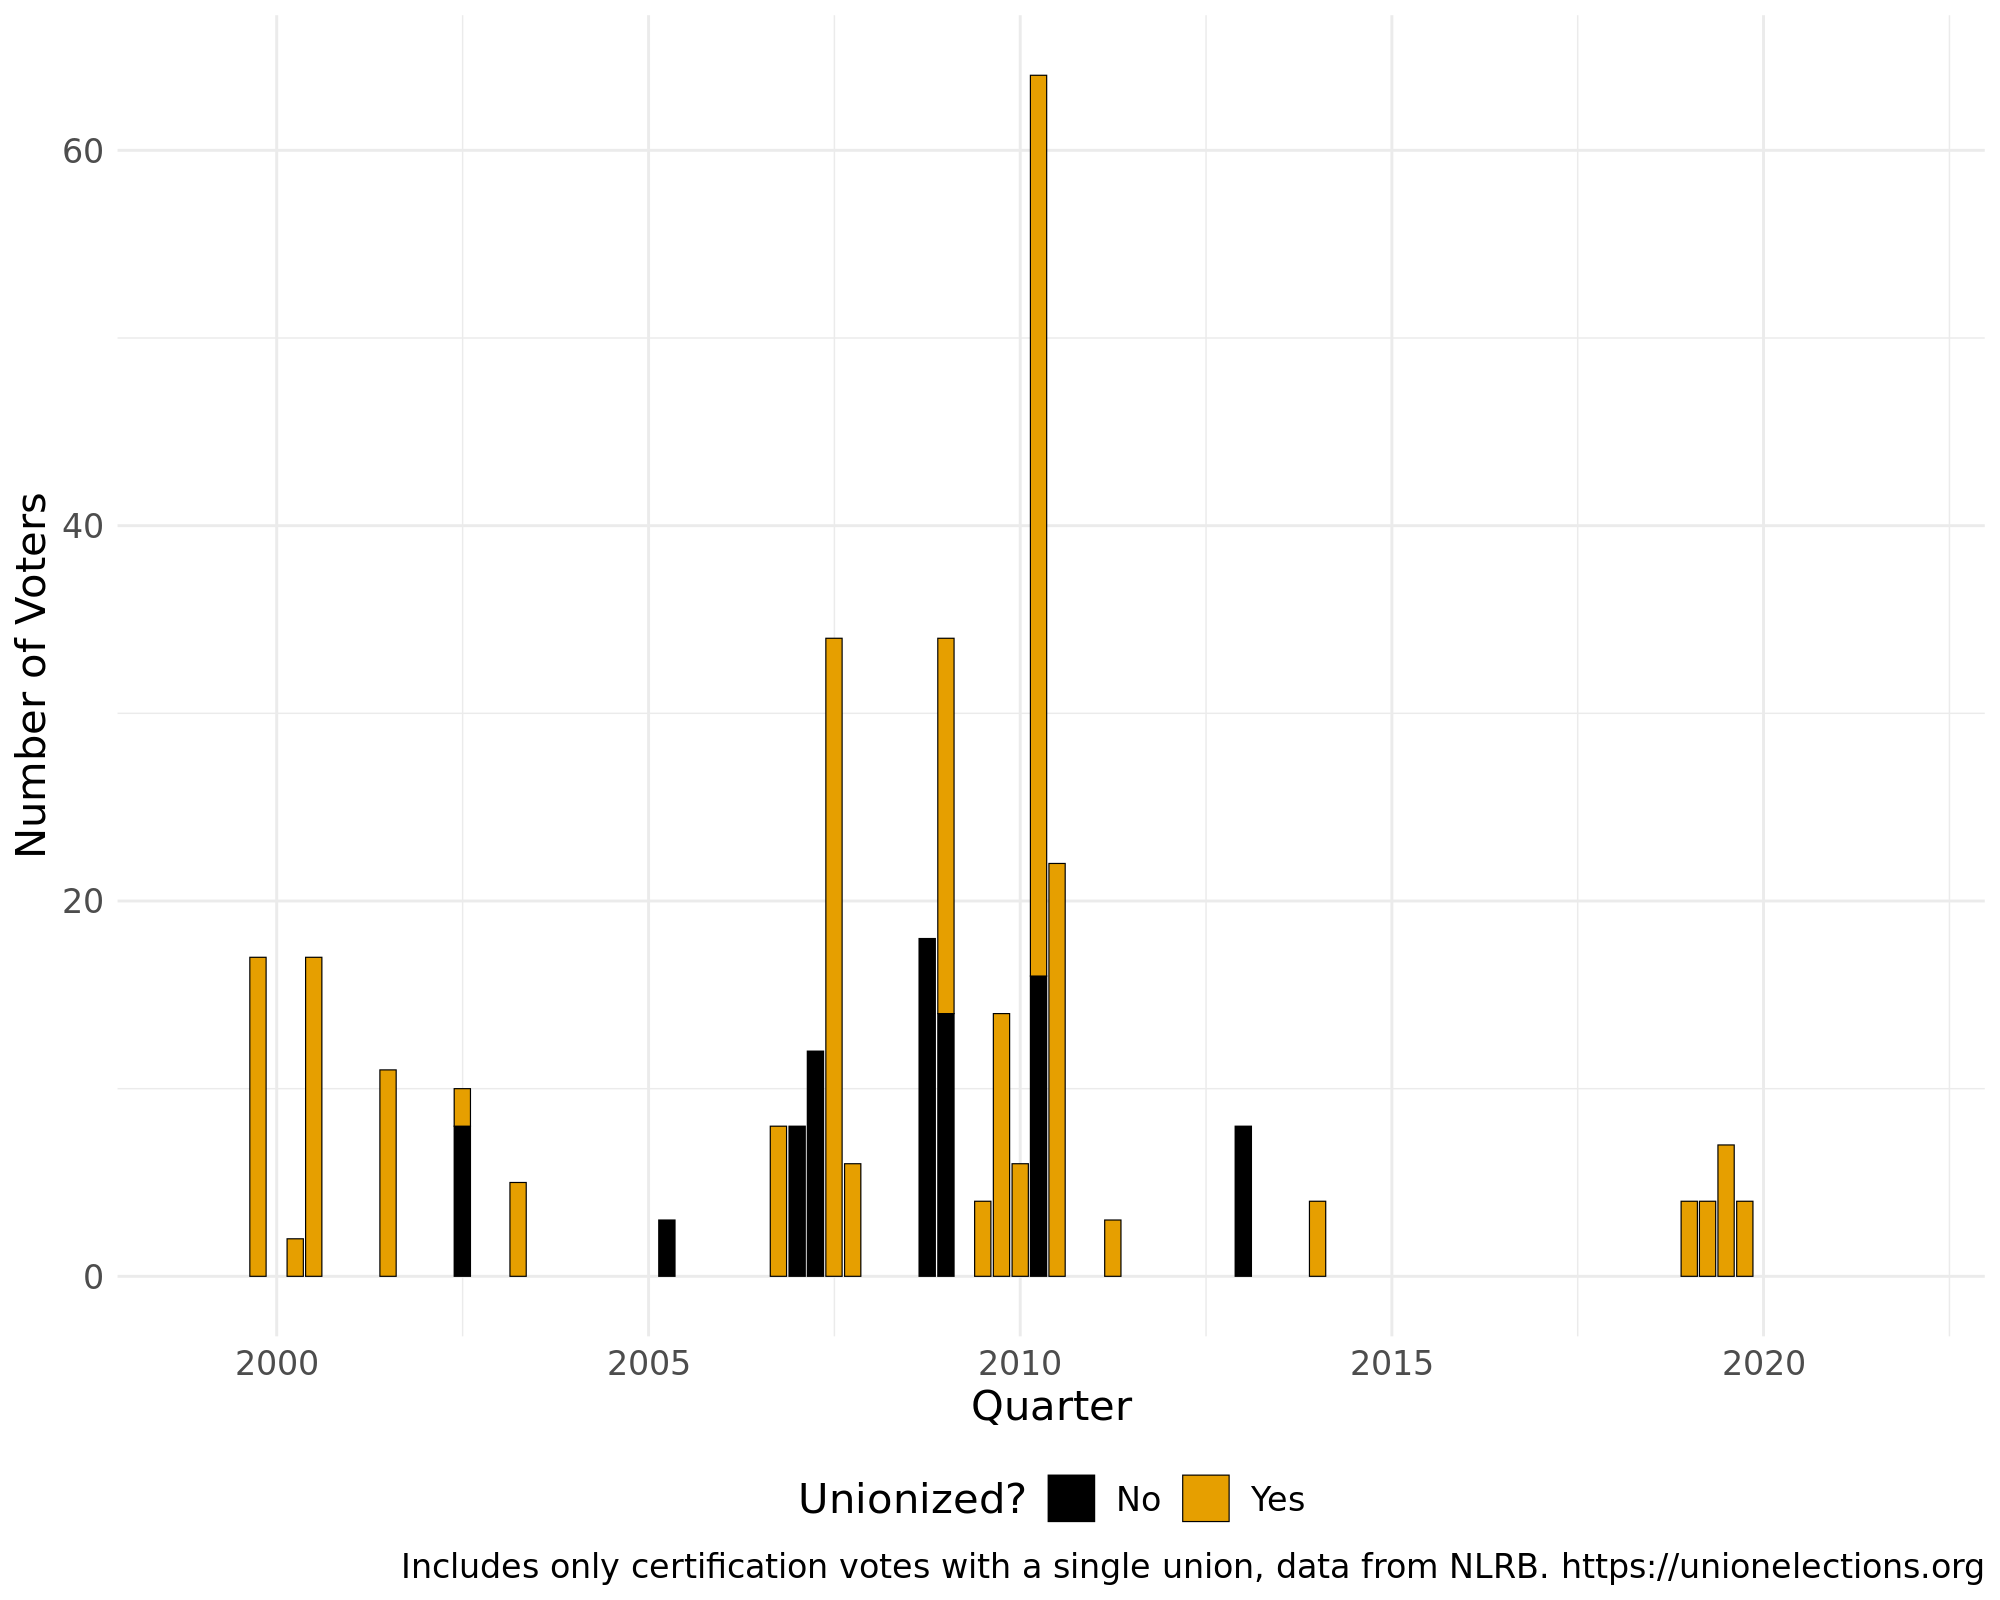 Number of Voters
60
40
20
0
2000 2005 2010 2015 2020
Quarter
Unionized? No Yes
Includes only certification votes with a single union, data from NLRB. https://unionelections.org